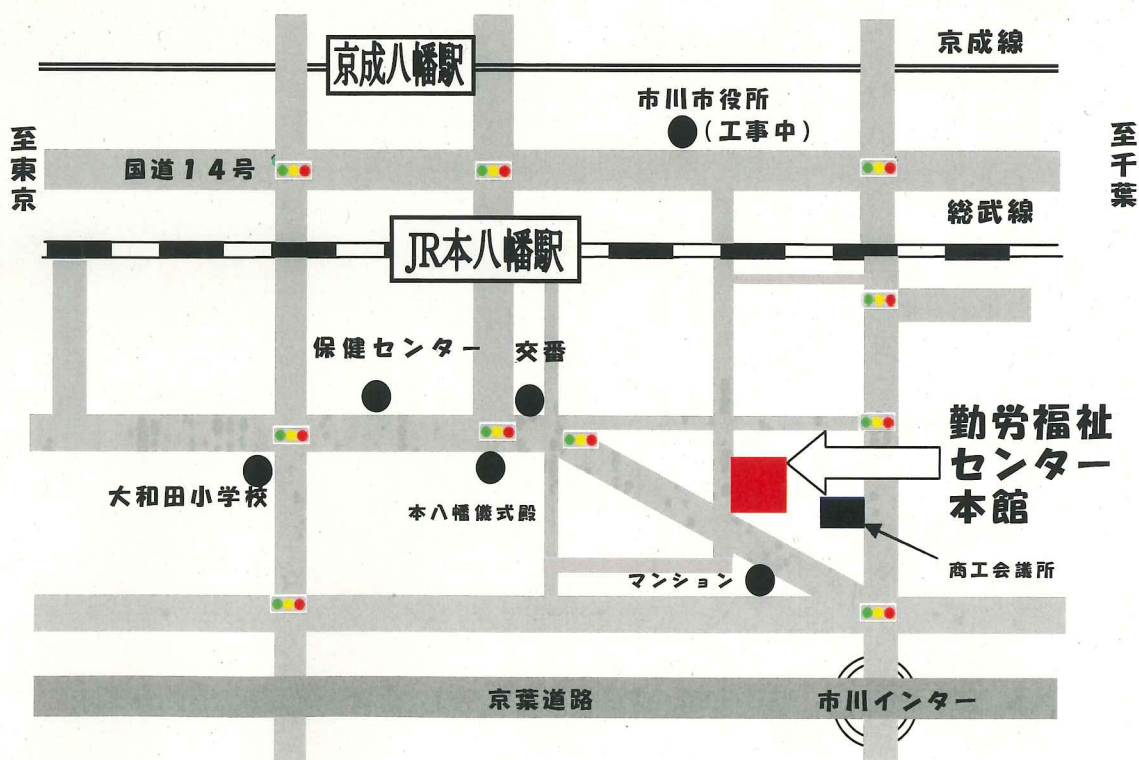 京成線
京成八幡駅
市川市役所
(工事中)
至東京
至千葉
国道14号
総武線
JR本八幡駅
保健センター
交番
勤労福祉
センター
本館
大和田小学校
本八幡儀式殿
商工会議所
マンション
京葉道路
市川インター